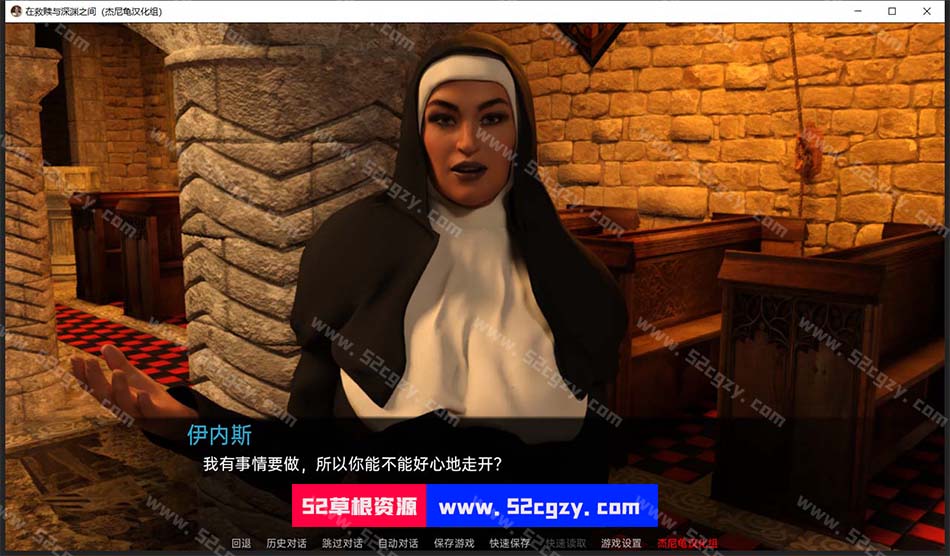 在救赎与深渊之间 (杰尼龟汉化组)
伊内斯
我有事情要做，所以你能不能好心地走开？
52草根资源 www.52cgzy.com
回退 历史对话 跳过对话 自动对话 保存游戏 快速保存 快速读取 游戏设置 杰尼龟汉化组
www.52cgzy.com